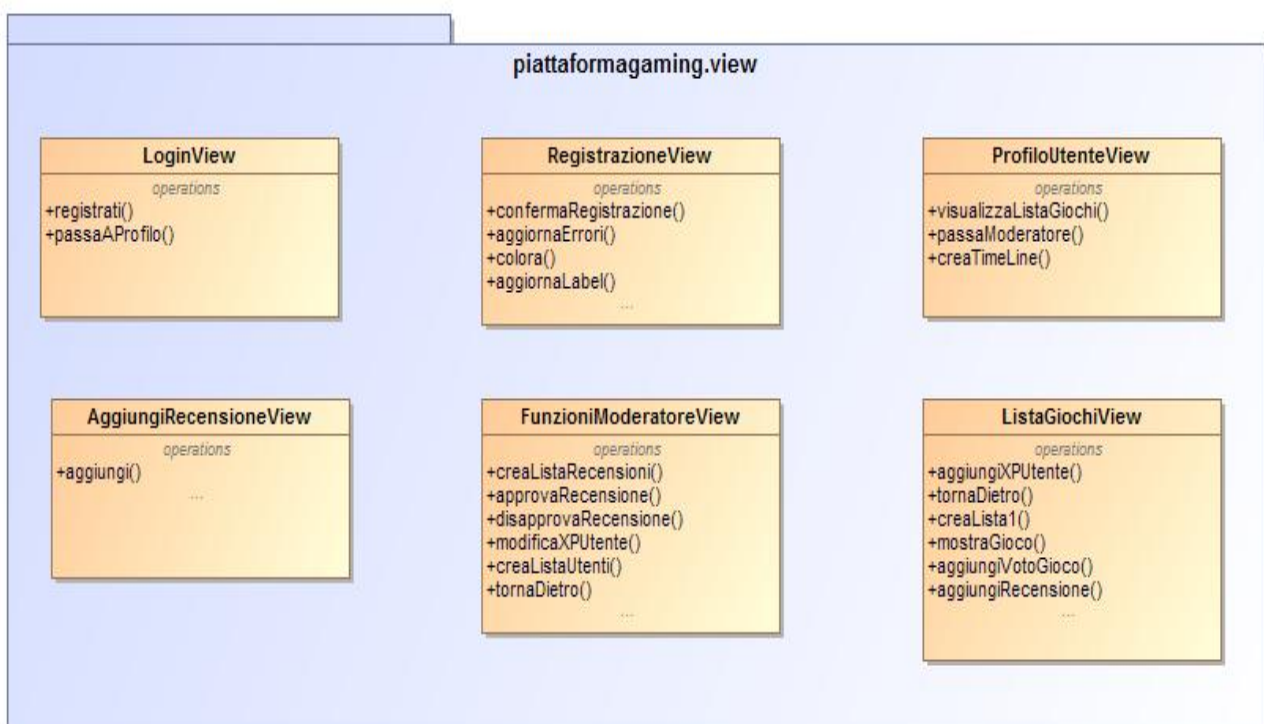 piattaformagaming.view
LoginView
operations
+registrati()
+passaAProfilo()
RegistrazioneView
operations
+confermaRegistrazione()
+aggiornaErrori()
+colora()
+aggiornaLabel()
...
ProfiloUtenteView
operations
+visualizzaListaGiochi()
+passaModeratore()
+creaTimeLine()
AggiungiRecensioneView
operations
+aggiungi()
...
FunzioniModeratoreView
operations
+creaListaRecensioni()
+approvaRecensione()
+disapprovaRecensione()
+modificaXPUtente()
+creaListaUtenti()
+tornaDietro()
...
ListaGiochiView
operations
+aggiungiXPUtente()
+tornaDietro()
+creaLista1()
+mostraGioco()
+aggiungiVotoGioco()
+aggiungiRecensione()
...